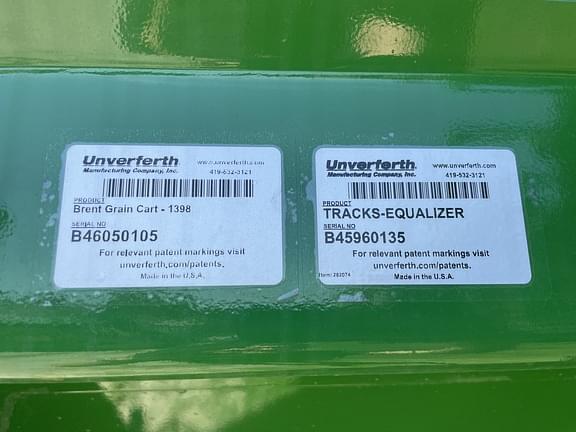 Unverferth
Manufacturing Company, Inc.
www.unverferth.com
419-532-3121
PRODUCT
Brent Grain Cart - 1398
SERIAL NO
B46050105
For relevant patent markings visit
unverferth.com/patents.
Made in the U.S.A.
Unverferth
Manufacturing Company, Inc.
www.unverferth.com
419-532-3121
PRODUCT
TRACKS-EQUALIZER
SERIAL NO
B45960135
For relevant patent markings visit
unverferth.com/patents.
Item: 282074
Made in the U.S.A.